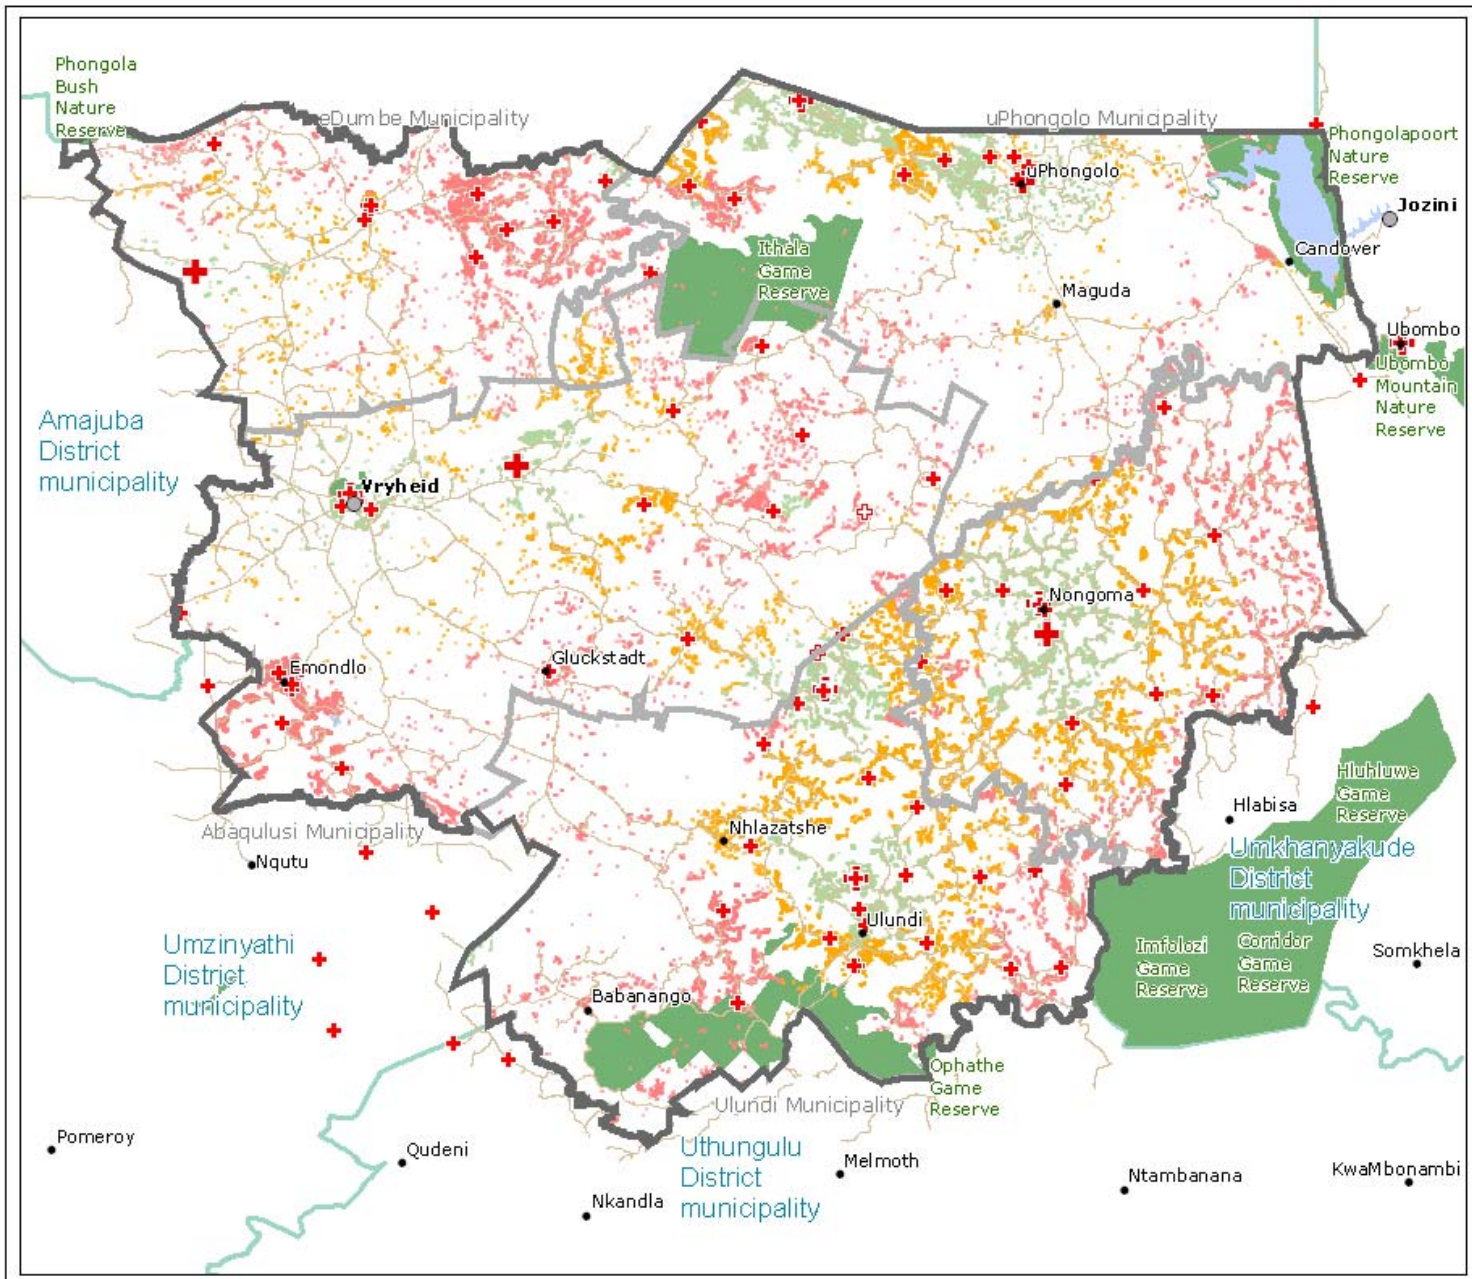 Phongola
Bush
Nature
Reserve
eDumbe Municipality
uPhongolo Municipality
Phongolapoort
Nature
Reserve
uPhongolo
Jozini
Ithala
Game
Reserve
Candover
Maguda
Ubombo
Ubombo
Mountain
Nature
Reserve
Amajuba
District
municipality
Vryheid
Nongoma
Emondlo
Gluckstadt
Hluhluwe
Game
Reserve
Hlabisa
Abaqulusi Municipality
Nhlazatshe
Nqutu
Umkhanyakude
District
municipality
Ulundi
Umzinyathi
District
municipality
Imfolozi
Game
Reserve
Corridor
Game
Reserve
Somkhela
Babanango
Ophathe
Game
Reserve
Ulundi Municipality
Pomeroy
Qudeni
Uthungulu
District
municipality
Melmoth
Ntambanana
KwaMbonambi
Nkandla